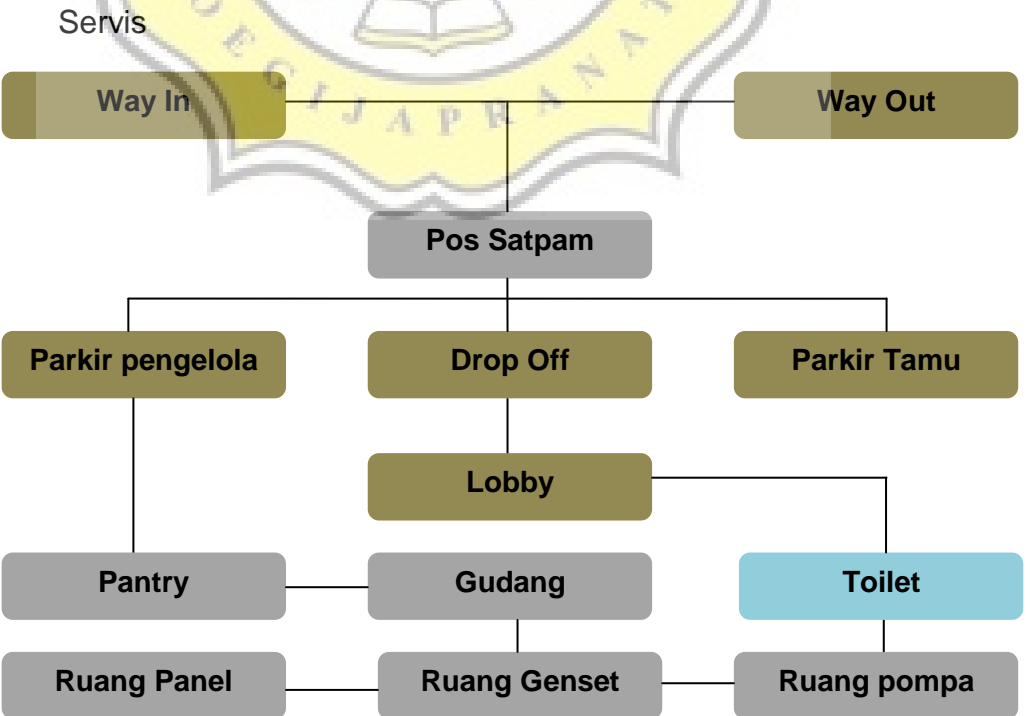 Servis
OEGIJAPRANAT
Way In
Way Out
Pos Satpam
Parkir pengelola
Drop Off
Parkir Tamu
Lobby
Pantry
Gudang
Toilet
Ruang Panel
Ruang Genset
Ruang pompa